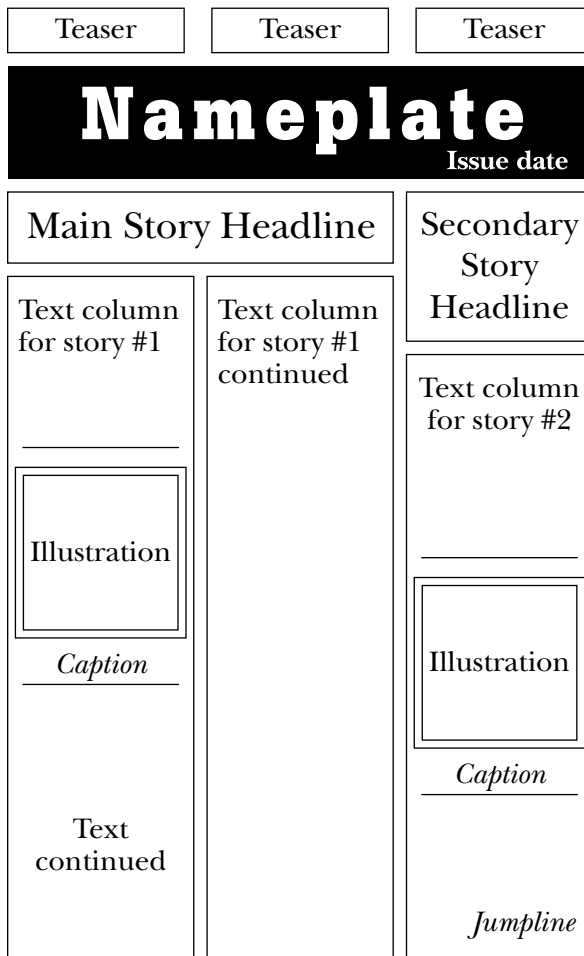 Teaser
Teaser
Teaser
Nameplate
Issue date
Main Story Headline
Text column
for story #1
Illustration
Caption
Text
continued
Text column
for story #1
continued
Secondary
Story
Headline
Text column
for story #2
Illustration
Caption
Jumpline